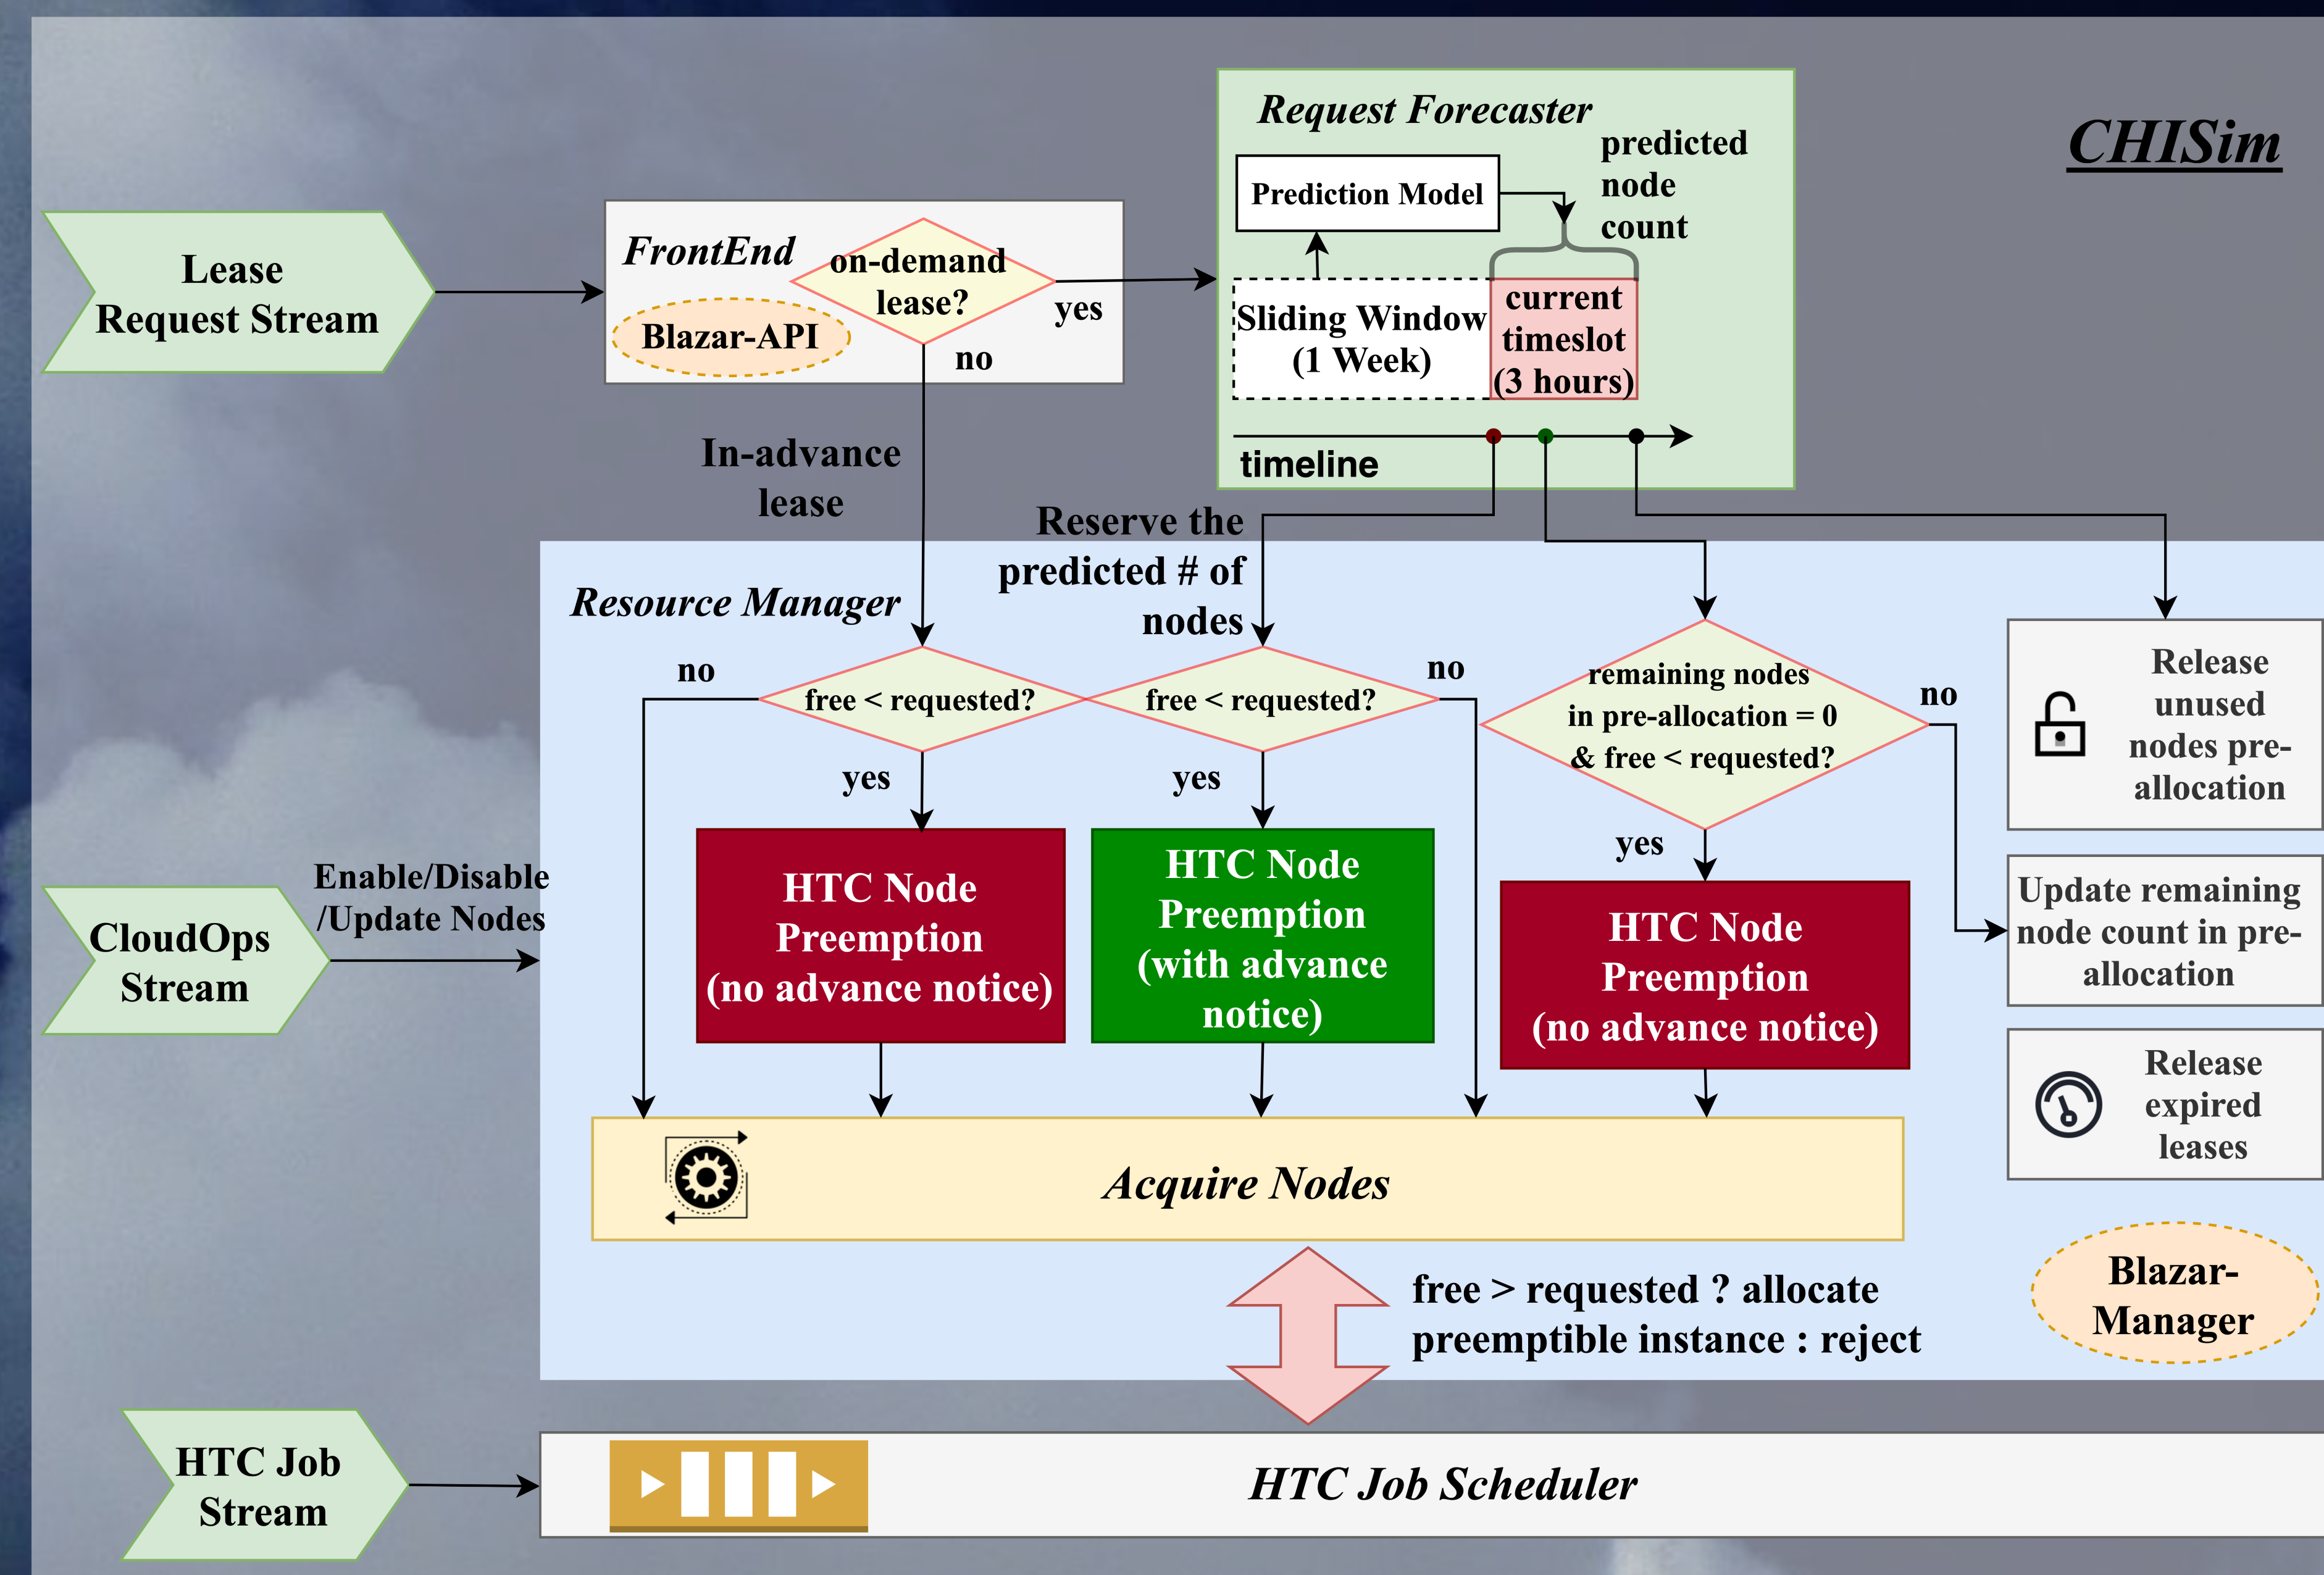 CHISim
Request Forecaster
predicted
node
count
Prediction Model
Sliding Window
(1 Week)
current
timeslot
(3 hours)
timeline
Lease
Request Stream
FrontEnd
Blazar-API
on-demand
lease?
yes
no
In-advance
lease
Reserve the
predicted # of
nodes
Resource Manager
no
free < requested?
yes
free < requested?
no
yes
remaining nodes
in pre-allocation = 0
& free < requested?
no
yes
Release
unused
nodes pre-
allocation
Update remaining
node count in pre-
allocation
Release
expired
leases
Blazar-
Manager
HTC Node
Preemption
(no advance notice)
HTC Node
Preemption
(with advance
notice)
HTC Node
Preemption
(no advance notice)
Enable/Disable
/Update Nodes
CloudOps
Stream
Acquire Nodes
free > requested ? allocate
preemptible instance : reject
HTC Job
Stream
HTC Job Scheduler